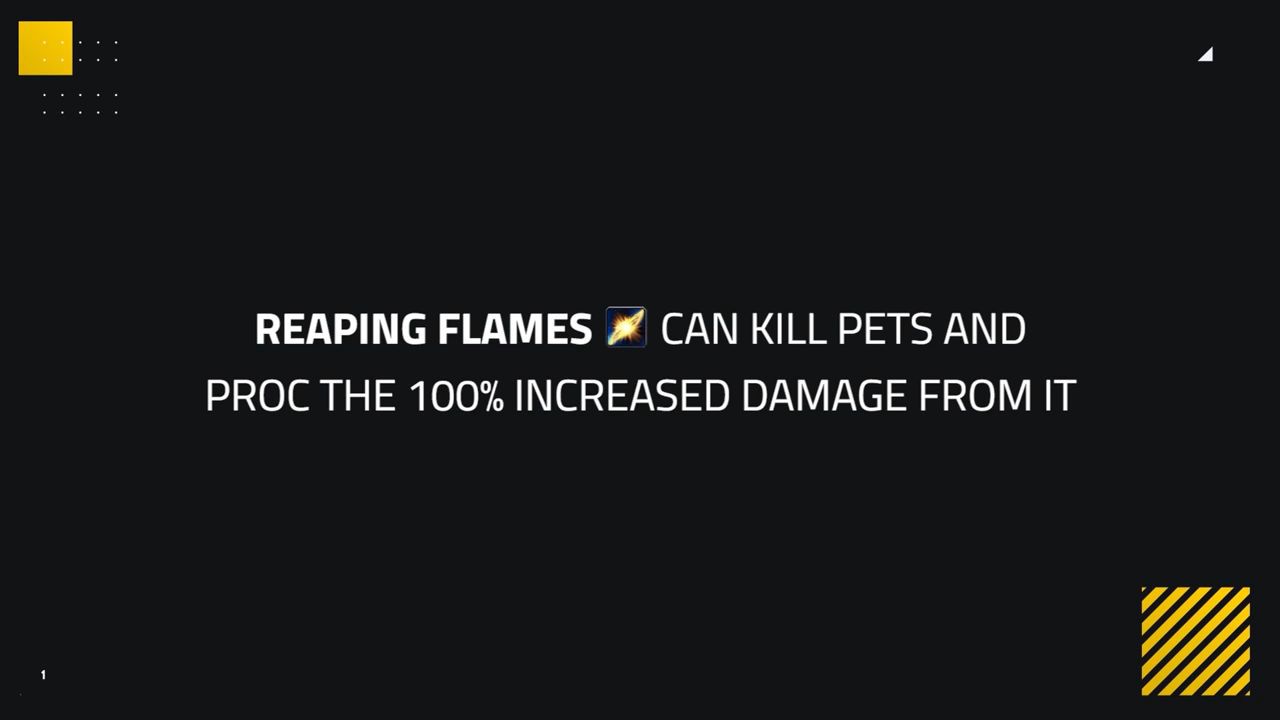 REAPING FLAMES CAN KILL PETS AND
PROC THE 100% INCREASED DAMAGE FROM IT
1